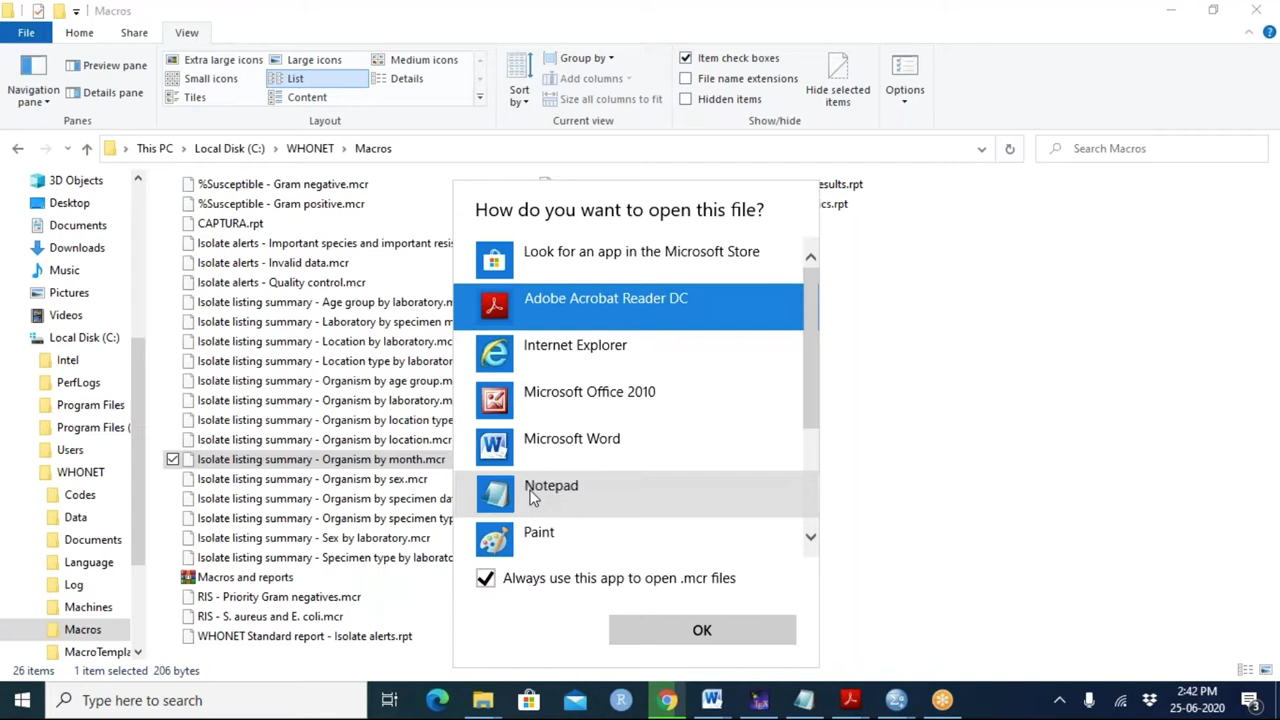 Macros
File Home Share View
Extra large icons Large icons Medium icons
Small icons List Details
Tiles Content
Preview pane
Details pane
Navigation pane
Panes
Layout
Sort by
Group by
Add columns
Size all columns to fit
Current view
Item check boxes
File name extensions
Hidden items
Hide selected items
Show/hide
Options
This PC Local Disk (C:) WHONET Macros
Search Macros
3D Objects
Desktop
Documents
Downloads
Music
Pictures
Videos
Local Disk (C:)
Intel
PerfLogs
Program Files
Program Files (
Users
WHONET
Codes
Data
Documents
Language
Log
Machines
Macros
MacroTempla
%Susceptible - Gram negative.mcr
%Susceptible - Gram positive.mcr
CAPTURA.rpt
Isolate alerts - Important species and important resi
Isolate alerts - Invalid data.mcr
Isolate alerts - Quality control.mcr
Isolate listing summary - Age group by laboratory.m
Isolate listing summary - Laboratory by specimen m
Isolate listing summary - Location by laboratory.mc
Isolate listing summary - Location type by laborator
Isolate listing summary - Organism by age group.m
Isolate listing summary - Organism by laboratory.m
Isolate listing summary - Organism by location type
Isolate listing summary - Organism by location.mcr
Isolate listing summary - Organism by month.mcr
Isolate listing summary - Organism by sex.mcr
Isolate listing summary - Organism by specimen da
Isolate listing summary - Organism by specimen typ
Isolate listing summary - Sex by laboratory.mcr
Isolate listing summary - Specimen type by laborato
Macros and reports
RIS - Priority Gram negatives.mcr
RIS - S. aureus and E. coli.mcr
WHONET Standard report - Isolate alerts.rpt
esults.rpt
cs.rpt
How do you want to open this file?
Look for an app in the Microsoft Store
Adobe Acrobat Reader DC
Internet Explorer
Microsoft Office 2010
Microsoft Word
Notepad
Paint
Always use this app to open .mcr files
OK
26 items 1 item selected 206 bytes
Type here to search
2:42 PM
25-06-2020
3